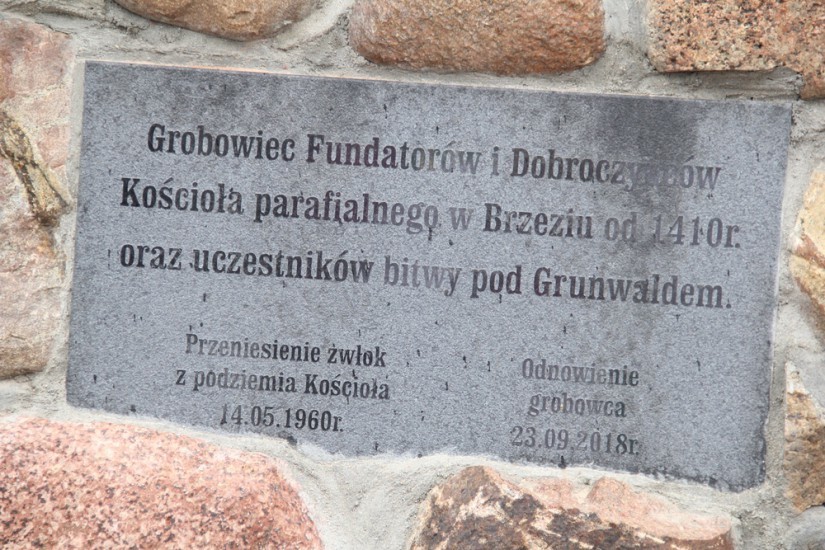 Grobowiec Fundatorów i Dobroczyńców
Kościoła parafialnego w Brzeziu od 1410r.
oraz uczestników bitwy pod Grunwaldem.
Przeniesienie zwłok
z podziemia Kościoła
14.05.1960r.
Odnowienie
grobowca
23.09.2018r.